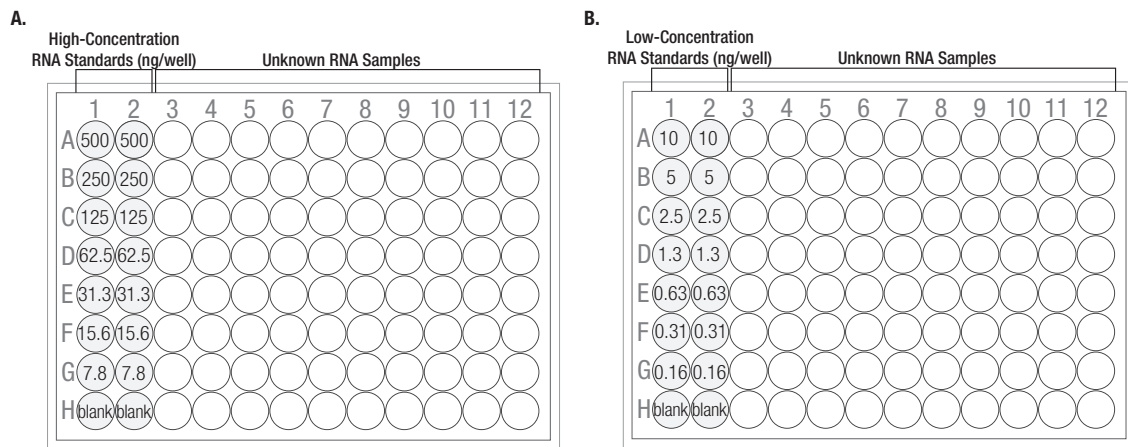 A.
High-Concentration
RNA Standards (ng/well)
Unknown RNA Samples
1 2 3 4 5 6 7 8 9 10 11 12
A 500 500
B 250 250
C 125 125
D 62.5 62.5
E 31.3 31.3
F 15.6 15.6
G 7.8 7.8
H blank blank
B.
Low-Concentration
RNA Standards (ng/well)
Unknown RNA Samples
1 2 3 4 5 6 7 8 9 10 11 12
A 10 10
B 5 5
C 2.5 2.5
D 1.3 1.3
E 0.63 0.63
F 0.31 0.31
G 0.16 0.16
H blank blank